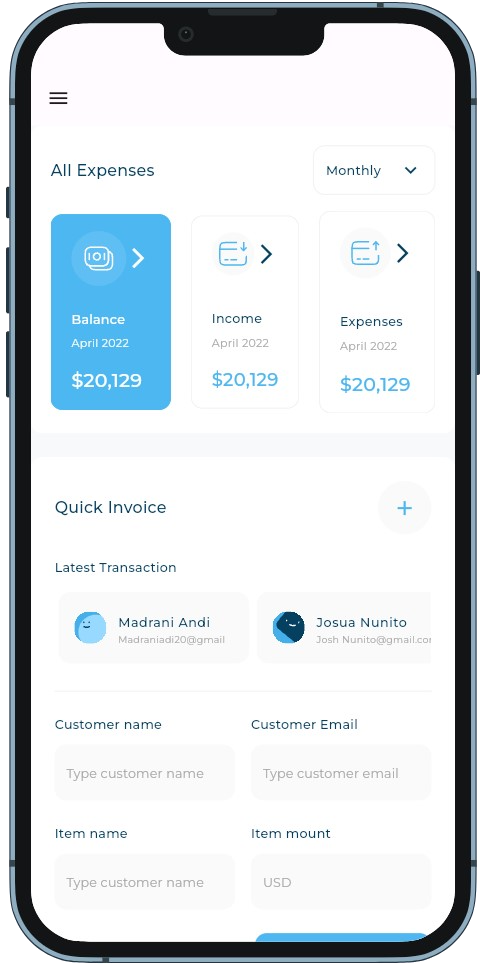 All Expenses
Monthly
Balance
April 2022
$20,129
Income
April 2022
$20,129
Expenses
April 2022
$20,129
Quick Invoice
Latest Transaction
Madrani Andi
Madraniadi20@gmail
Josua Nunito
Josh Nunito@gmail.com
Customer name
Customer Email
Type customer name
Type customer email
Item name
Item mount
Type customer name
USD